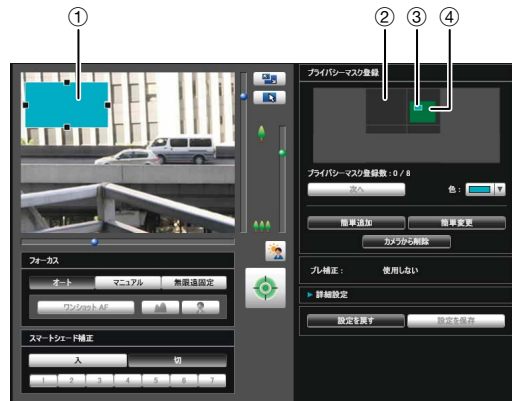 ① ② ③ ④
プライバシーマスク登録
プライバシーマスク登録数：0 / 8
次へ
色：
簡単追加
簡単変更
カメラから削除
ブレ補正： 使用しない
▶ 詳細設定
設定を戻す
設定を保存
フォーカス
オート
マニュアル
無限遠固定
ワンショット AF
スマートシェード補正
入
切
1 2 3 4 5 6 7